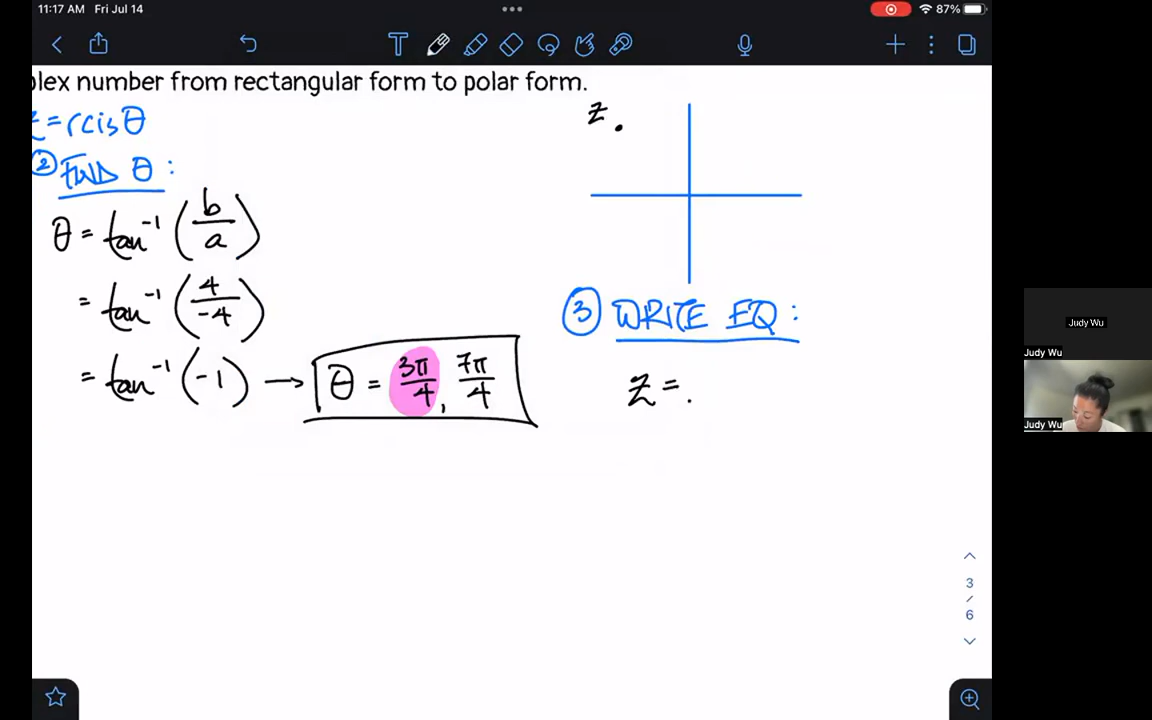 11:17 AM Fri Jul 14
87%
plex number from rectangular form to polar form.
z = rcisθ
② FIND θ :
θ = tan⁻¹ (b/a)
= tan⁻¹ (4/-4)
= tan⁻¹ (-1) → θ = 3π/4, 7π/4
z
③ WRITE EQ :
z =
3
/
6
Judy Wu
Judy Wu
Judy Wu